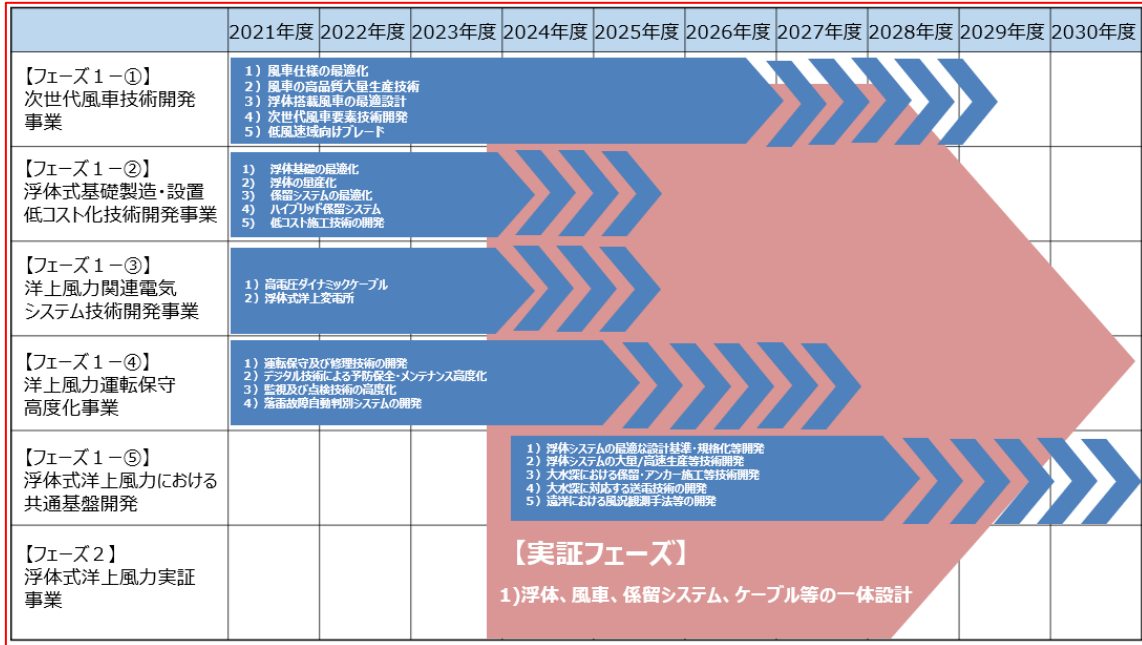 2021年度 2022年度 2023年度 2024年度 2025年度 2026年度 2027年度 2028年度 2029年度 2030年度
【フェーズ１－①】
次世代風車技術開発
事業
1）風車仕様の最適化
2）風車の高品質大量生産技術
3）浮体搭載風車の最適設計
4）次世代風車要素技術開発
5）低風速域向けブレード
【フェーズ１－②】
浮体式基礎製造・設置
低コスト化技術開発事業
1) 浮体基礎の最適化
2) 浮体の量産化
3) 係留システムの最適化
4) ハイブリッド係留システム
5) 低コスト施工技術の開発
【フェーズ１－③】
洋上風力関連電気
システム技術開発事業
1）高電圧ダイナミックケーブル
2）浮体式洋上変電所
【フェーズ１－④】
洋上風力運転保守
高度化事業
1）運転保守及び修理技術の開発
2）デジタル技術による予防保全・メンテナンス高度化
3）監視及び点検技術の高度化
4）落雷故障自動判別システムの開発
【フェーズ１－⑤】
浮体式洋上風力における
共通基盤開発
1）浮体システムの最適な設計基準・規格化等開発
2）浮体システムの大量/高速生産等技術開発
3）大水深における係留・アンカー施工等技術開発
4）大水深に対応する送電技術の開発
5）遠洋における風況観測手法等の開発
【フェーズ２】
浮体式洋上風力実証
事業
【実証フェーズ】
1)浮体、風車、係留システム、ケーブル等の一体設計